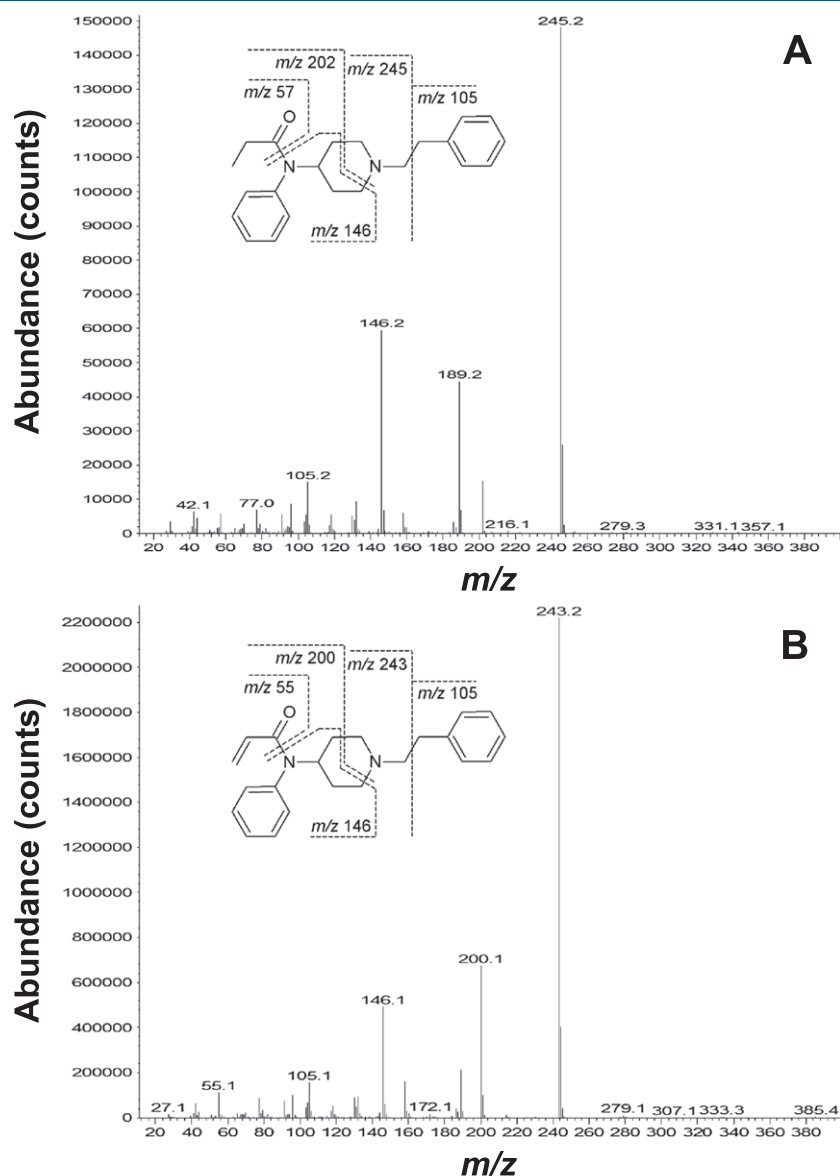 A
Abundance (counts)
150000
140000
130000
120000
110000
100000
90000
80000
70000
60000
50000
40000
30000
20000
10000
0
245.2
m/z 202
m/z 245
m/z 57
m/z 105
O
N
N
m/z 146
146.2
189.2
105.2
42.1
77.0
216.1
279.3
331.1
357.1
20 40 60 80 100 120 140 160 180 200 220 240 260 280 300 320 340 360 380
m/z
B
Abundance (counts)
2200000
2000000
1800000
1600000
1400000
1200000
1000000
800000
600000
400000
200000
0
243.2
m/z 200
m/z 243
m/z 55
m/z 105
O
N
N
m/z 146
200.1
146.1
105.1
55.1
27.1
172.1
279.1
307.1
333.3
385.4
20 40 60 80 100 120 140 160 180 200 220 240 260 280 300 320 340 360 380
m/z